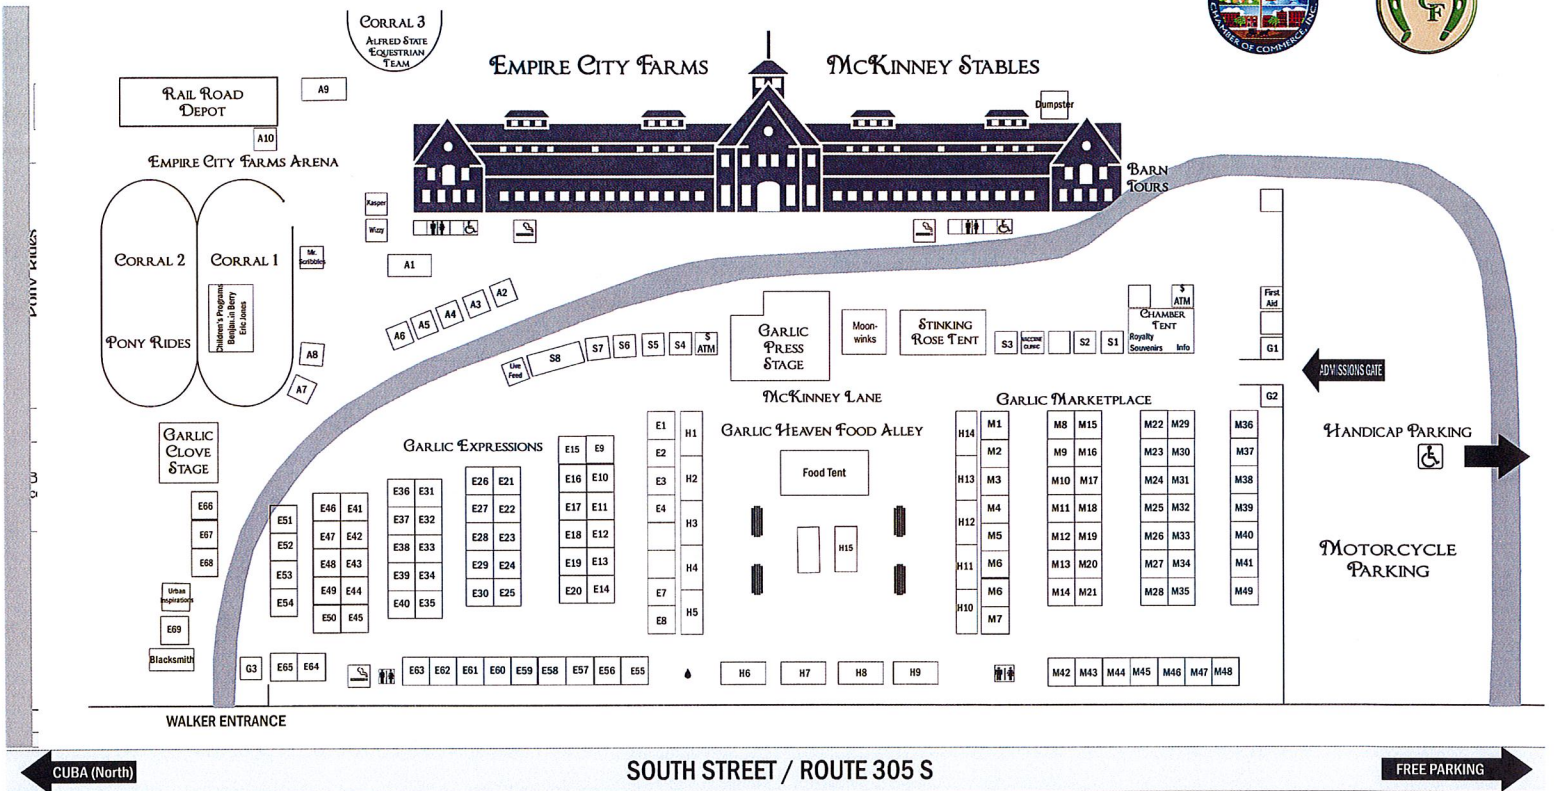 CORRAL 3
ALFRED STATE
EQUESTRIAN
TEAM
CHAMBER OF COMMERCE, INC.
CF
EMPIRE CITY FARMS
MCKINNEY STABLES
RAIL ROAD
DEPOT
A9
A10
Dumpster
EMPIRE CITY FARMS ARENA
BARN
TOURS
Kasper
Wizzy
Mr.
Scribbles
A1
CORRAL 2
CORRAL 1
Children's Programs
Benjamin Berry
Eric Jones
PONY RIDES
Pony Rides
A2
A3
A4
A5
A6
A7
A8
Live
Feed
S8
S7
S6
S5
S4
$
ATM
GARLIC
PRESS
STAGE
Moon-
winks
STINKING
ROSE TENT
S3
VACCINE
CLINIC
S2
S1
$
ATM
CHAMBER
TENT
Royalty
Souvenirs Info
First
Aid
G1
G2
ADMISSIONS GATE
MCKINNEY LANE
GARLIC MARKETPLACE
GARLIC HEAVEN FOOD ALLEY
GARLIC EXPRESSIONS
GARLIC
CLOVE
STAGE
HANDICAP PARKING
MOTORCYCLE
PARKING
E66
E67
E68
Urban
Inspirations
E69
Blacksmith
G3
E65 E64
E51
E52
E53
E54
E46 E41
E47 E42
E48 E43
E49 E44
E50 E45
E36 E31
E37 E32
E38 E33
E39 E34
E40 E35
E26 E21
E27 E22
E28 E23
E29 E24
E30 E25
E15 E9
E16 E10
E17 E11
E18 E12
E19 E13
E20 E14
E1
E2
E3
E4
E7
E8
H1
H2
H3
H4
H5
Food Tent
H15
H14
H13
H12
H11
H10
M1
M2
M3
M4
M5
M6
M6
M7
M8 M15
M9 M16
M10 M17
M11 M18
M12 M19
M13 M20
M14 M21
M22 M29
M23 M30
M24 M31
M25 M32
M26 M33
M27 M34
M28 M35
M36
M37
M38
M39
M40
M41
M49
E63 E62 E61 E60 E59 E58 E57 E56 E55
H6 H7 H8 H9
M42 M43 M44 M45 M46 M47 M48
WALKER ENTRANCE
CUBA (North)
SOUTH STREET / ROUTE 305 S
FREE PARKING